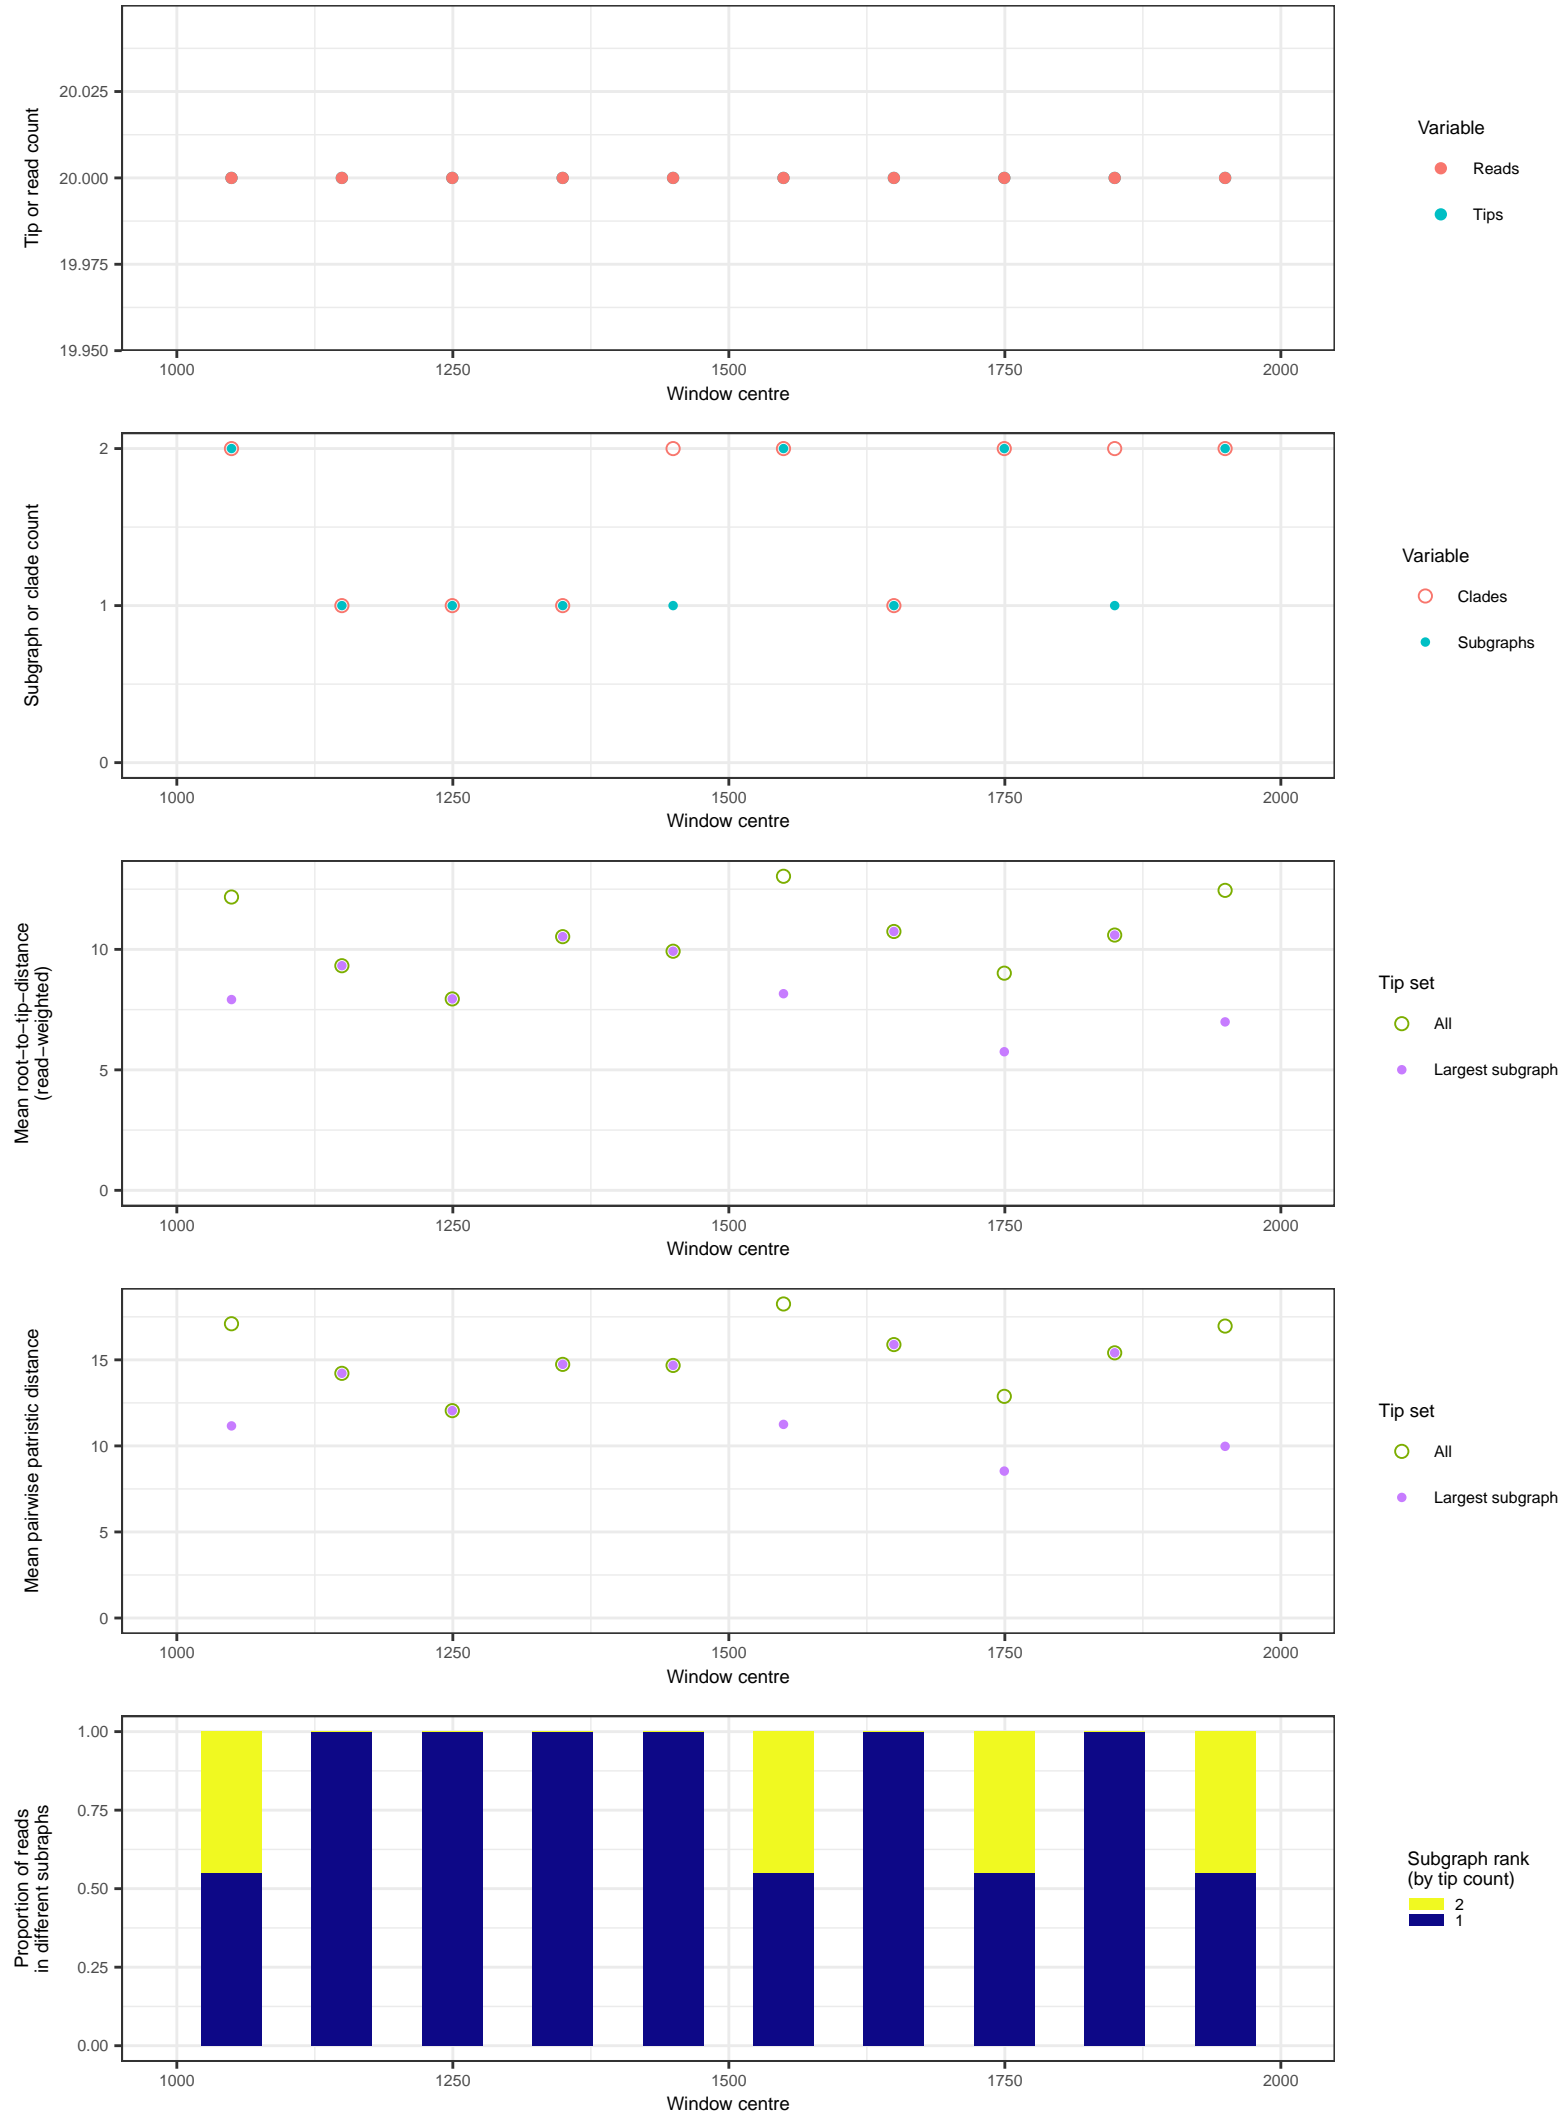 20.025
20.000
19.975
19.950
Tip or read count
1000 1250 1500 1750 2000
Window centre
Variable
Reads
Tips
2
1
0
Subgraph or clade count
1000 1250 1500 1750 2000
Window centre
Variable
Clades
Subgraphs
10
5
0
Mean root−to−tip−distance
(read−weighted)
1000 1250 1500 1750 2000
Window centre
Tip set
All
Largest subgraph
15
10
5
0
Mean pairwise patristic distance
1000 1250 1500 1750 2000
Window centre
Tip set
All
Largest subgraph
1.00
0.75
0.50
0.25
0.00
Proportion of reads
in different subraphs
1000 1250 1500 1750 2000
Window centre
Subgraph rank
(by tip count)
2
1